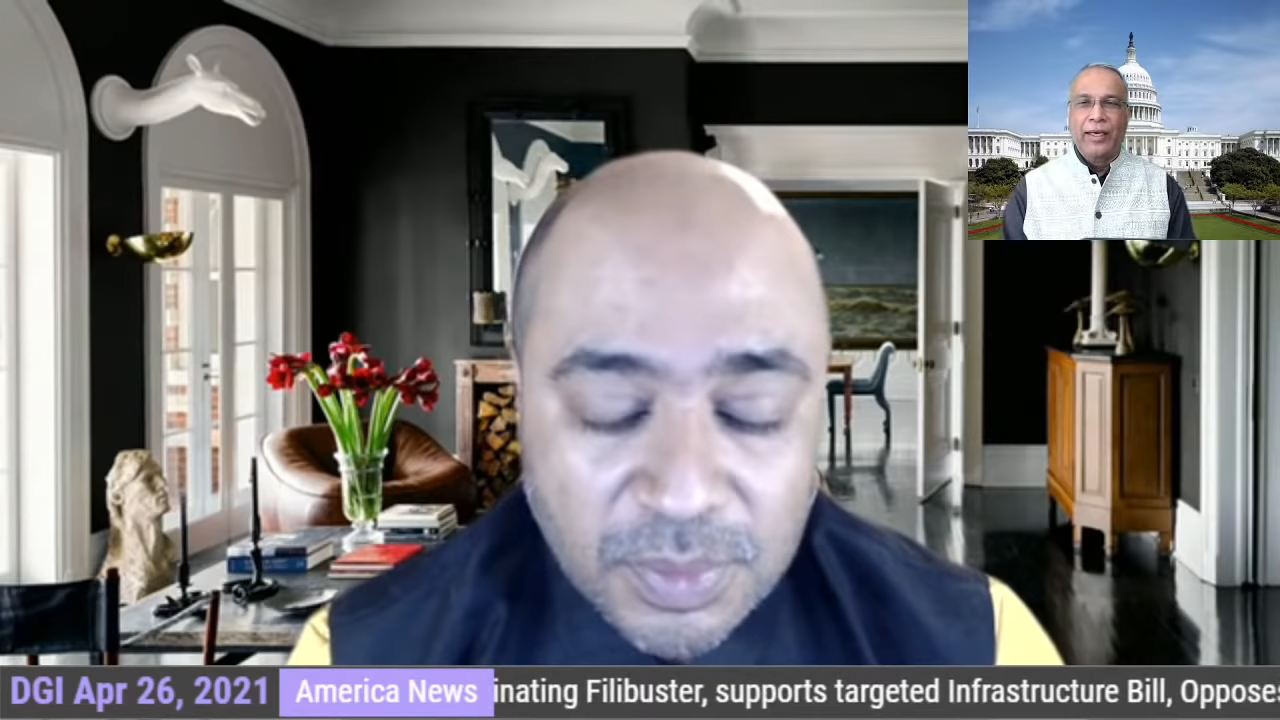 DGI Apr 26, 2021 America News inating Filibuster, supports targeted Infrastructure Bill, Oppose